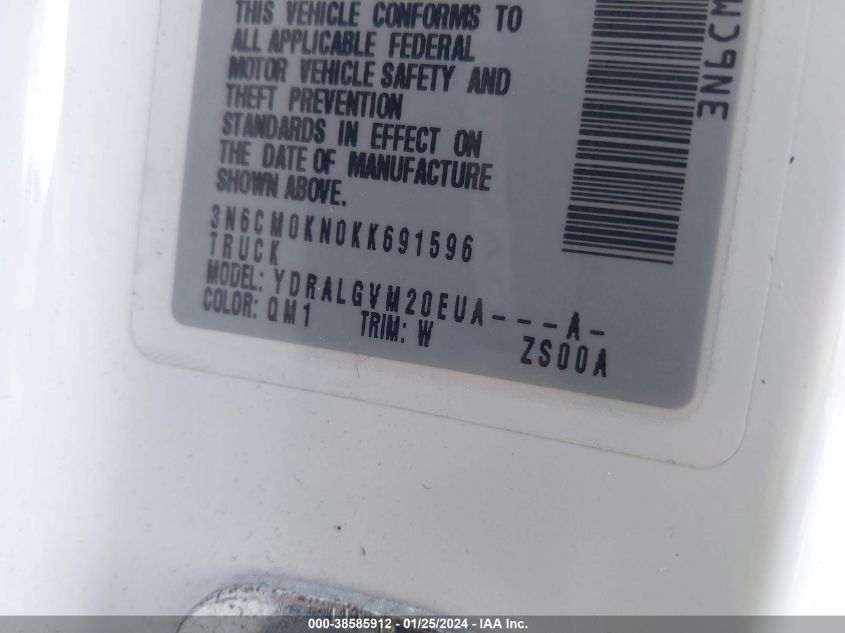 THIS VEHICLE CONFORMS TO
ALL APPLICABLE FEDERAL
MOTOR VEHICLE SAFETY AND
THEFT PREVENTION
STANDARDS IN EFFECT ON
THE DATE OF MANUFACTURE
SHOWN ABOVE.
3N6CM0KN0KK691596
TRUCK
MODEL: YDRALGVM20EUA---A-
COLOR: QM1 TRIM: W ZS00A
3N6CM
000-38585912 - 01/25/2024 - IAA Inc.